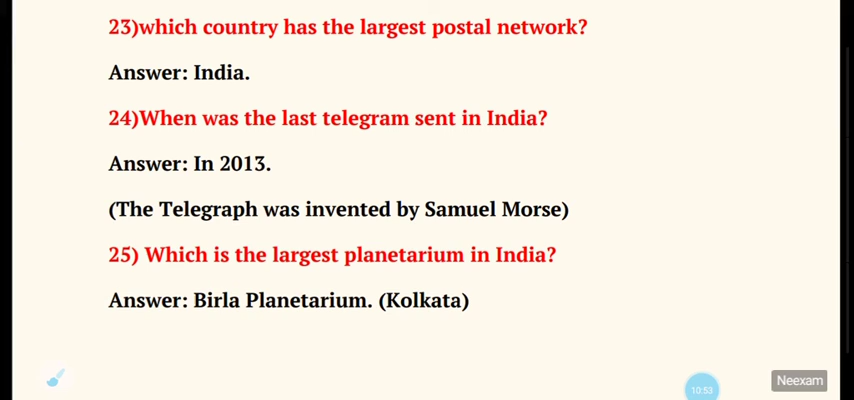 23)which country has the largest postal network?
Answer: India.
24)When was the last telegram sent in India?
Answer: In 2013.
(The Telegraph was invented by Samuel Morse)
25) Which is the largest planetarium in India?
Answer: Birla Planetarium. (Kolkata)
10:53
Neexam